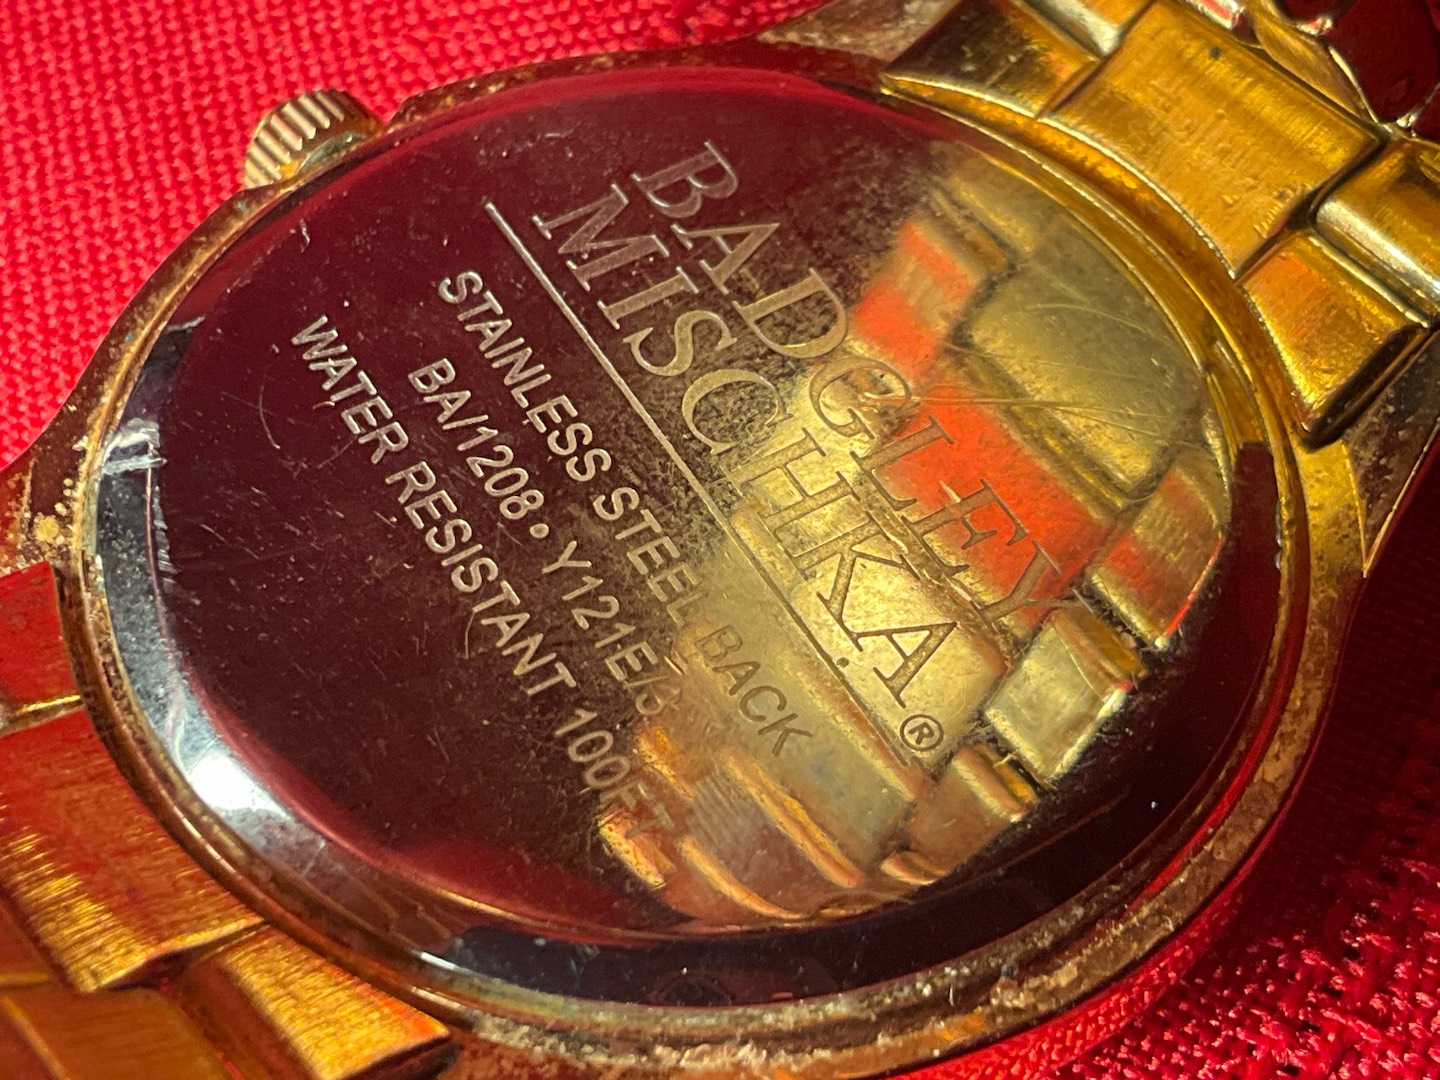 BADGLEY
MISCHKA®
STAINLESS STEEL BACK
BA/1208 • Y121E/3
WATER RESISTANT 100FT